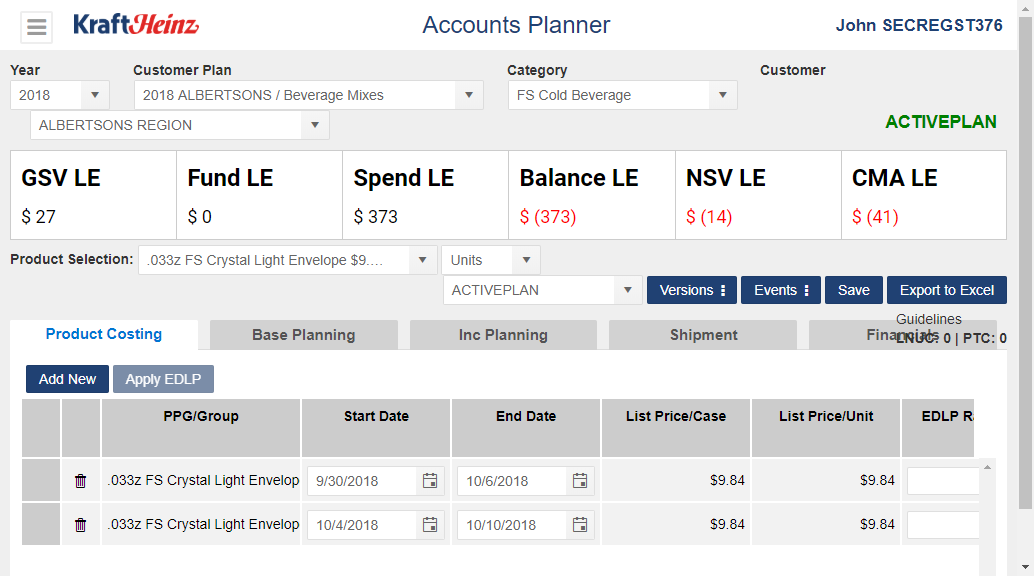 KraftHeinz
Accounts Planner
John SECREGST376
Year
Customer Plan
Category
Customer
2018
2018 ALBERTSONS / Beverage Mixes
FS Cold Beverage
ALBERTSONS REGION
ACTIVEPLAN
GSV LE
Fund LE
Spend LE
Balance LE
NSV LE
CMA LE
$ 27
$ 0
$ 373
$ (373)
$ (14)
$ (41)
Product Selection:
.033z FS Crystal Light Envelope $9....
Units
ACTIVEPLAN
Versions
Events
Save
Export to Excel
Guidelines
Product Costing
Base Planning
Inc Planning
Shipment
Financials
LNUC: 0 | PTC: 0
Add New
Apply EDLP
PPG/Group
Start Date
End Date
List Price/Case
List Price/Unit
EDLP R
.033z FS Crystal Light Envelop
9/30/2018
10/6/2018
$9.84
$9.84
.033z FS Crystal Light Envelop
10/4/2018
10/10/2018
$9.84
$9.84